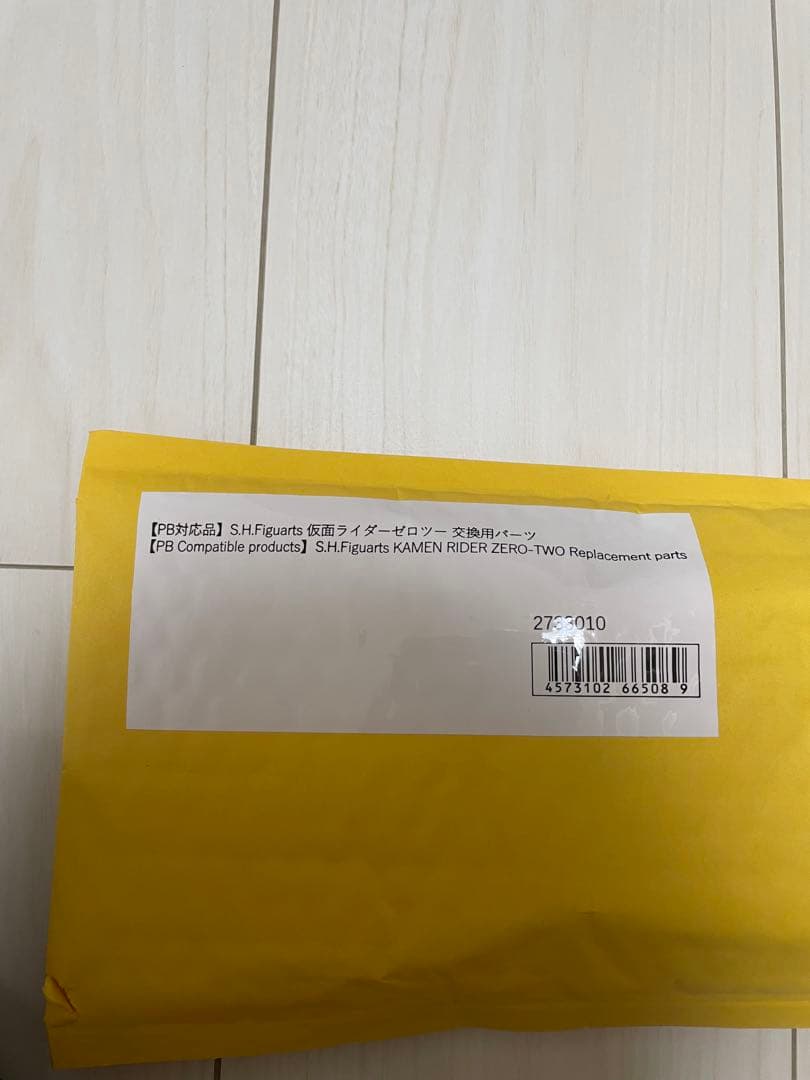 【PB対応品】S.H.Figuarts 仮面ライダーゼロツー 交換用パーツ
【PB Compatible products】S.H.Figuarts KAMEN RIDER ZERO-TWO Replacement parts
2733010
4573102 66508 9